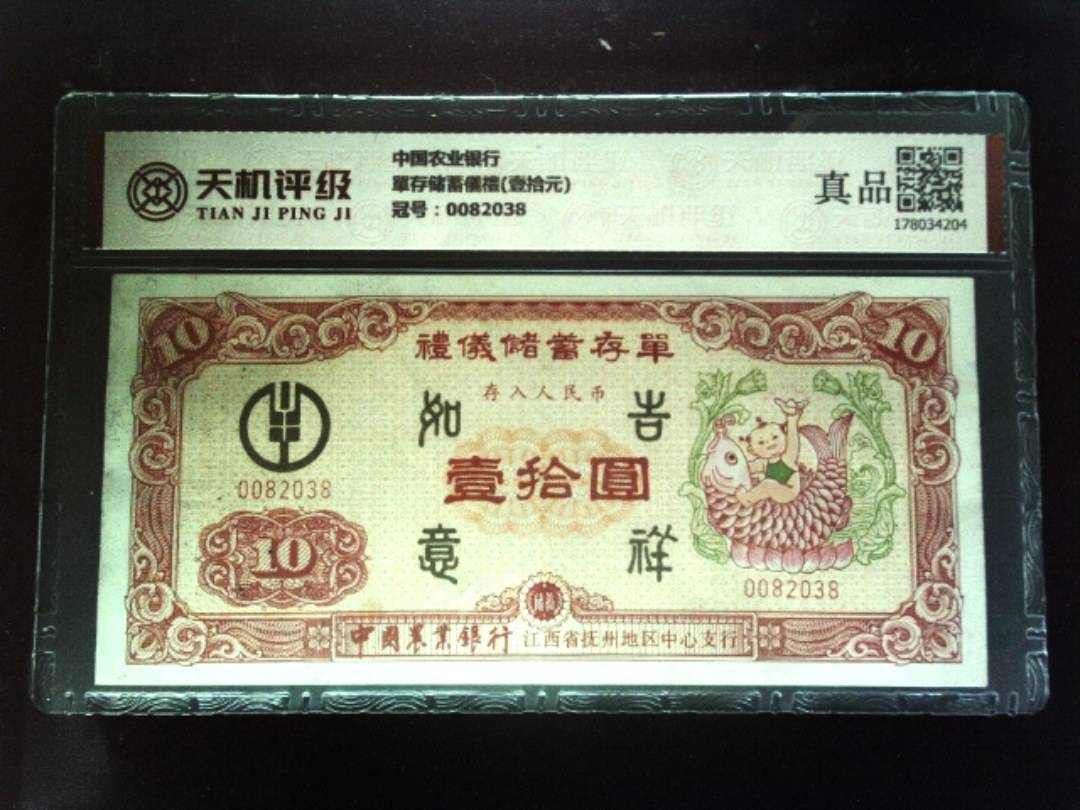 天机评级
TIAN JI PING JI
中国农业银行
單存储蓄儀禮(壹拾元)
冠号：0082038
真品
178034204
10
10
禮儀儲蓄存單
存入人民币
如 吉
壹拾圓
意 祥
0082038
10
0082038
中國農業銀行 江西省抚州地区中心支行